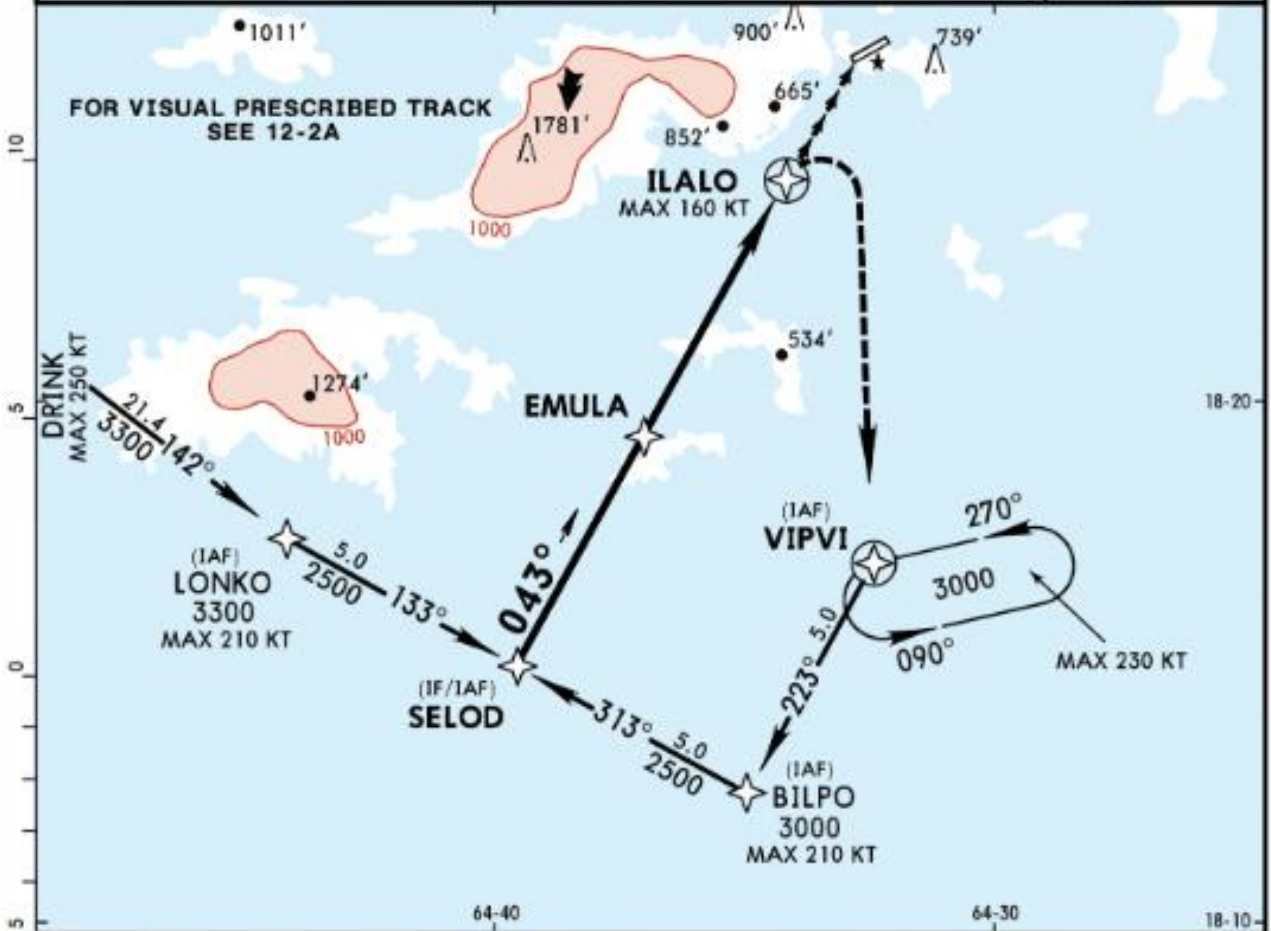 1011'
900'
739'
FOR VISUAL PRESCRIBED TRACK
SEE 12-2A
1781'
665'
852'
10
ILALO
MAX 160 KT
1000
DRINK
MAX 250 KT
534'
1274'
1000
5
EMULA
18-20
21.4
3300
142°
(IAF)
VIPVI
270°
3000
090°
MAX 230 KT
(IAF)
LONKO
3300
MAX 210 KT
5.0
2500
133°
043°
5.0
223°
0
(IF/IAF)
SELOD
313°
5.0
2500
(IAF)
BILPO
3000
MAX 210 KT
5
64-40
64-30
18-10